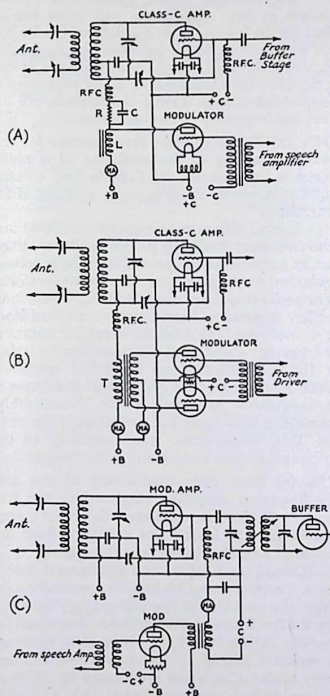 CLASS-C AMP.
Ant.
RFC.
From Buffer Stage
RFC
+C-
R
C
MODULATOR
(A)
L
From speech amplifier
MA
+B
-B
+C
-C
CLASS-C AMP.
Ant.
RFC
R.F.C.
+C-
MODULATOR
(B)
T
+C-
From Driver
MA
MA
+B
-B
MOD. AMP.
BUFFER
Ant.
RFC
+B
-B
MA
+
C
-
(C)
MOD
From speech Amp.
-C+
-B
+B